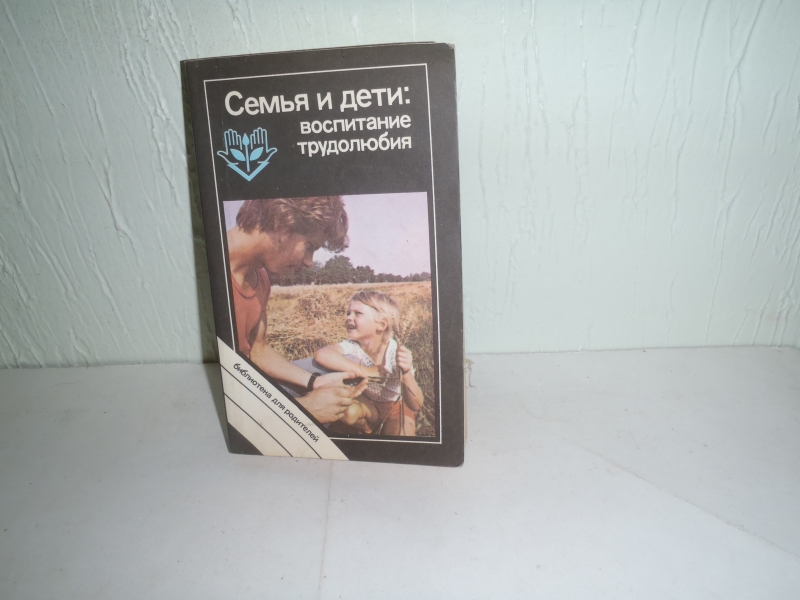 Семья и дети:
воспитание
трудолюбия
библиотека для родителей